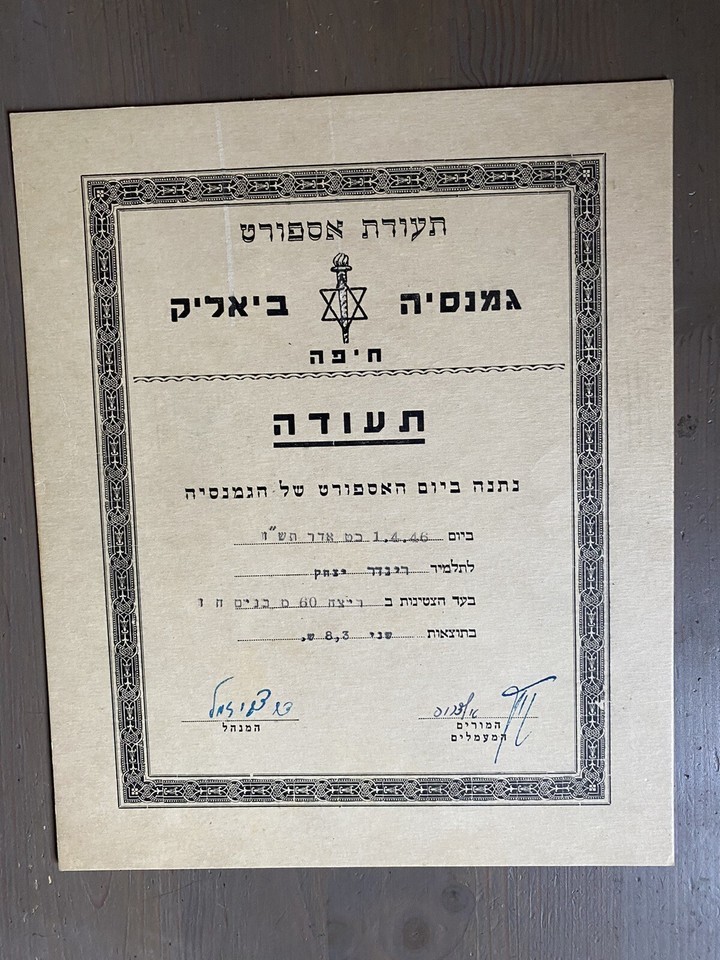 תעודת אספורט
גמנסיה ביאליק
חיפה
תעודה
נתנה ביום האספורט של הגמנסיה
ביום 1.4.46 כט אדר תש"ו
לתלמיד רינדר יצחק
בעד הצטינות ב ריצה 60 מ בנים ח ו
בתוצאות שני 8,3 ש.
המנהל
המורים
המעמלים